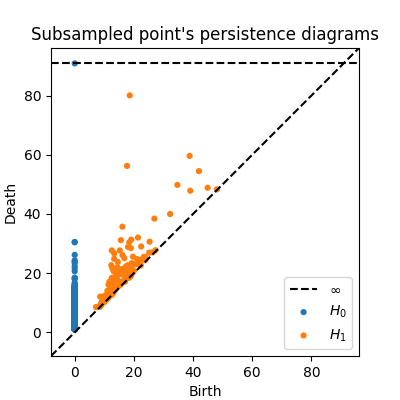 Subsampled point's persistence diagrams
Death
80
60
40
20
0
∞
H₀
H₁
0 20 40 60 80
Birth